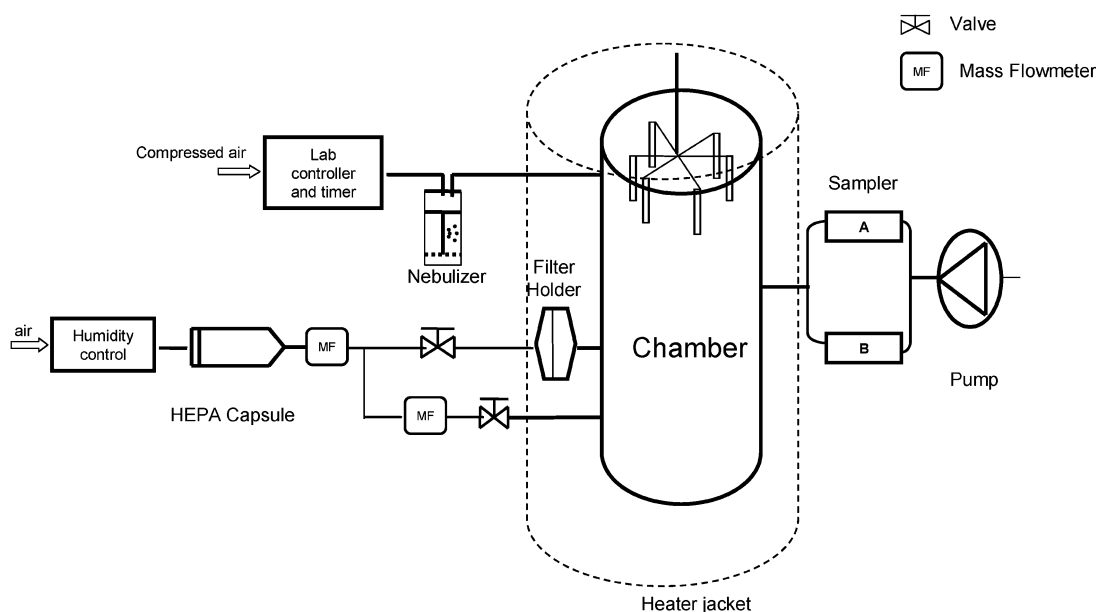 Valve
MF
Mass Flowmeter
Compressed air
Lab
controller
and timer
Nebulizer
Filter
Holder
Sampler
A
B
Pump
air
Humidity
control
MF
HEPA Capsule
MF
Chamber
Heater jacket